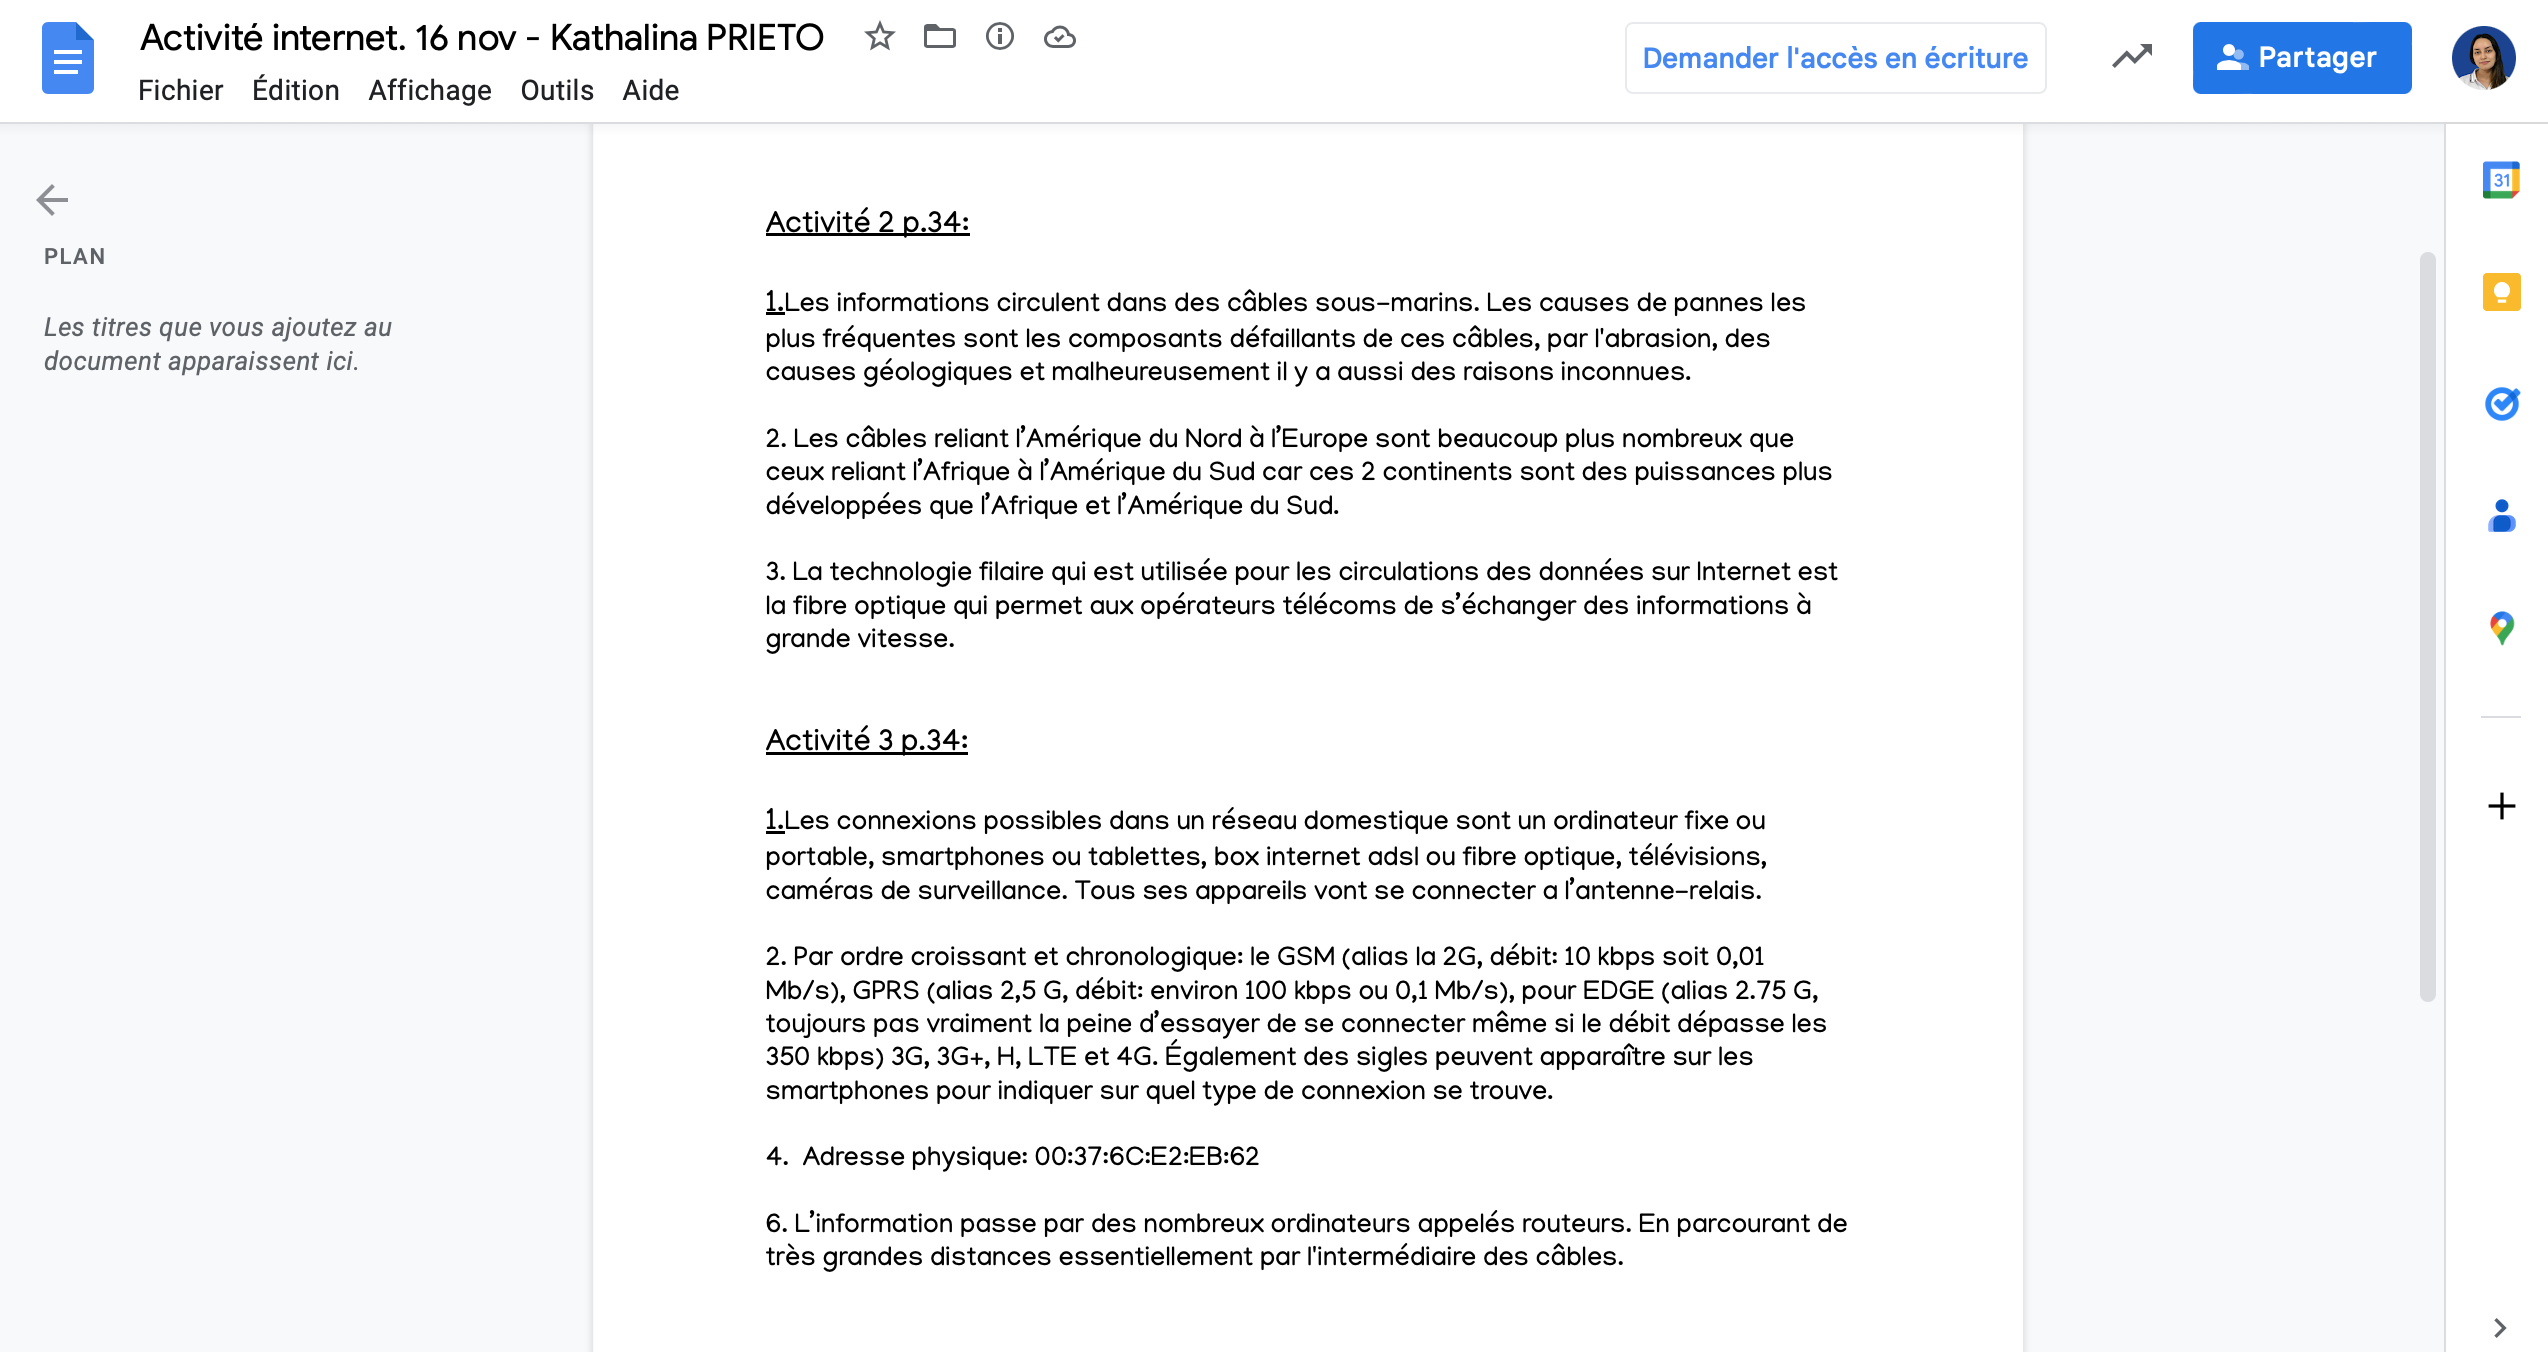 Activité internet. 16 nov - Kathalina PRIETO
Fichier Édition Affichage Outils Aide
Demander l'accès en écriture
Partager
PLAN
Les titres que vous ajoutez au
document apparaissent ici.
Activité 2 p.34:
1.Les informations circulent dans des câbles sous-marins. Les causes de pannes les
plus fréquentes sont les composants défaillants de ces câbles, par l'abrasion, des
causes géologiques et malheureusement il y a aussi des raisons inconnues.
2. Les câbles reliant l’Amérique du Nord à l’Europe sont beaucoup plus nombreux que
ceux reliant l’Afrique à l’Amérique du Sud car ces 2 continents sont des puissances plus
développées que l’Afrique et l’Amérique du Sud.
3. La technologie filaire qui est utilisée pour les circulations des données sur Internet est
la fibre optique qui permet aux opérateurs télécoms de s’échanger des informations à
grande vitesse.
Activité 3 p.34:
1.Les connexions possibles dans un réseau domestique sont un ordinateur fixe ou
portable, smartphones ou tablettes, box internet adsl ou fibre optique, télévisions,
caméras de surveillance. Tous ses appareils vont se connecter a l’antenne-relais.
2. Par ordre croissant et chronologique: le GSM (alias la 2G, débit: 10 kbps soit 0,01
Mb/s), GPRS (alias 2,5 G, débit: environ 100 kbps ou 0,1 Mb/s), pour EDGE (alias 2.75 G,
toujours pas vraiment la peine d’essayer de se connecter même si le débit dépasse les
350 kbps) 3G, 3G+, H, LTE et 4G. Également des sigles peuvent apparaître sur les
smartphones pour indiquer sur quel type de connexion se trouve.
4. Adresse physique: 00:37:6C:E2:EB:62
6. L’information passe par des nombreux ordinateurs appelés routeurs. En parcourant de
très grandes distances essentiellement par l'intermédiaire des câbles.
31